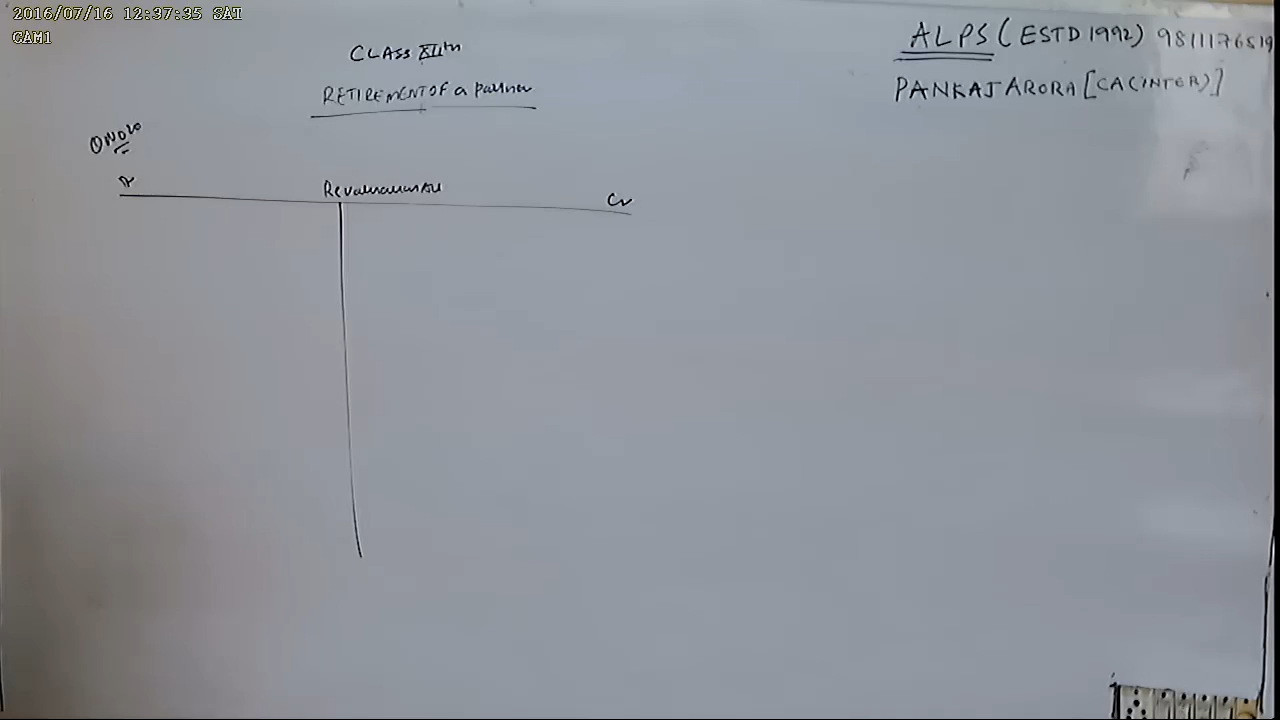 2016/07/16 12:37:35 SAT
CAM1
ALPS (ESTD 1992) 9811176519
PANKAJ ARORA [CA(INTER)]
CLASS XIIth
RETIREMENT OF a Partner
Dr
Revaluation A/c
Cr